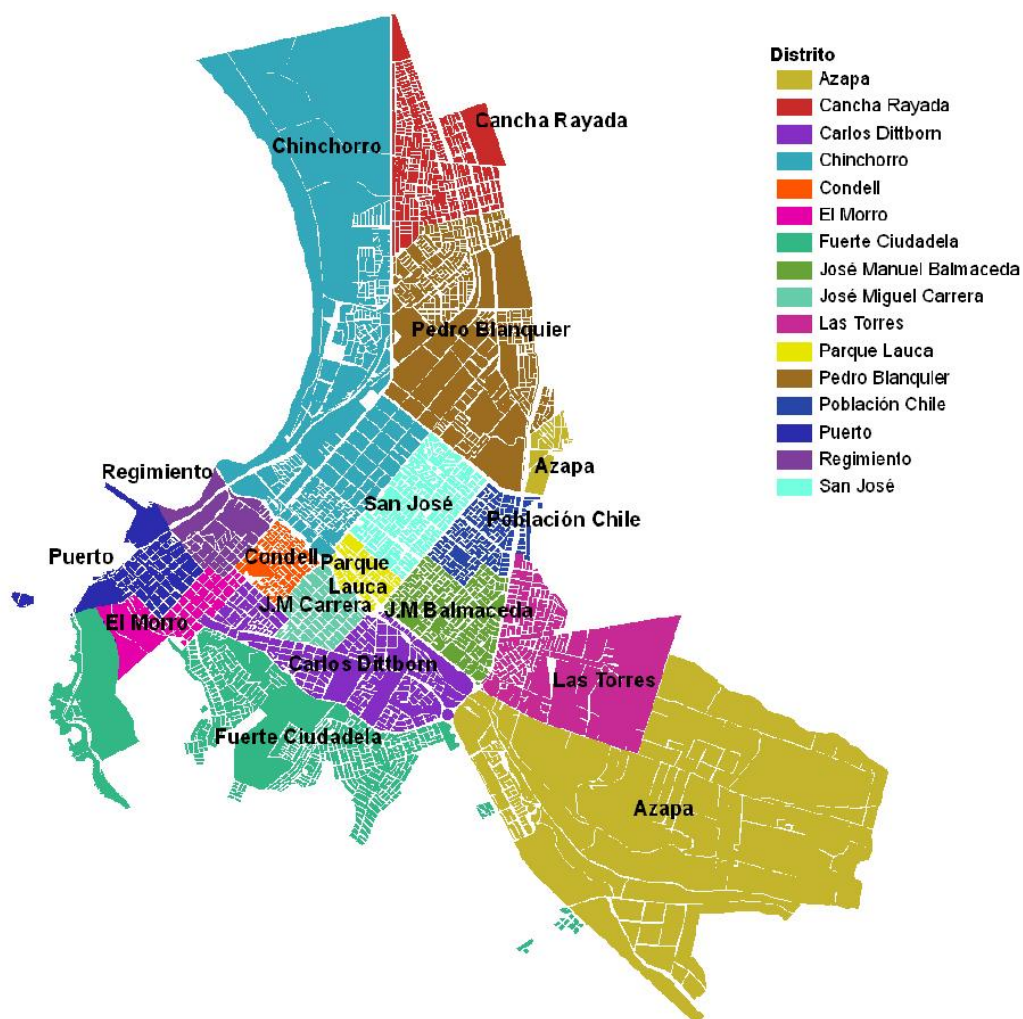 Distrito
Azapa
Cancha Rayada
Carlos Dittborn
Chinchorro
Condell
El Morro
Fuerte Ciudadela
José Manuel Balmaceda
José Miguel Carrera
Las Torres
Parque Lauca
Pedro Blanquier
Población Chile
Puerto
Regimiento
San José
Cancha Rayada
Chinchorro
Pedro Blanquier
Azapa
Regimiento
San José
Población Chile
Puerto
Condell
Parque
Lauca
J.M Carrera
J.M Balmaceda
El Morro
Carlos Dittborn
Las Torres
Fuerte Ciudadela
Azapa